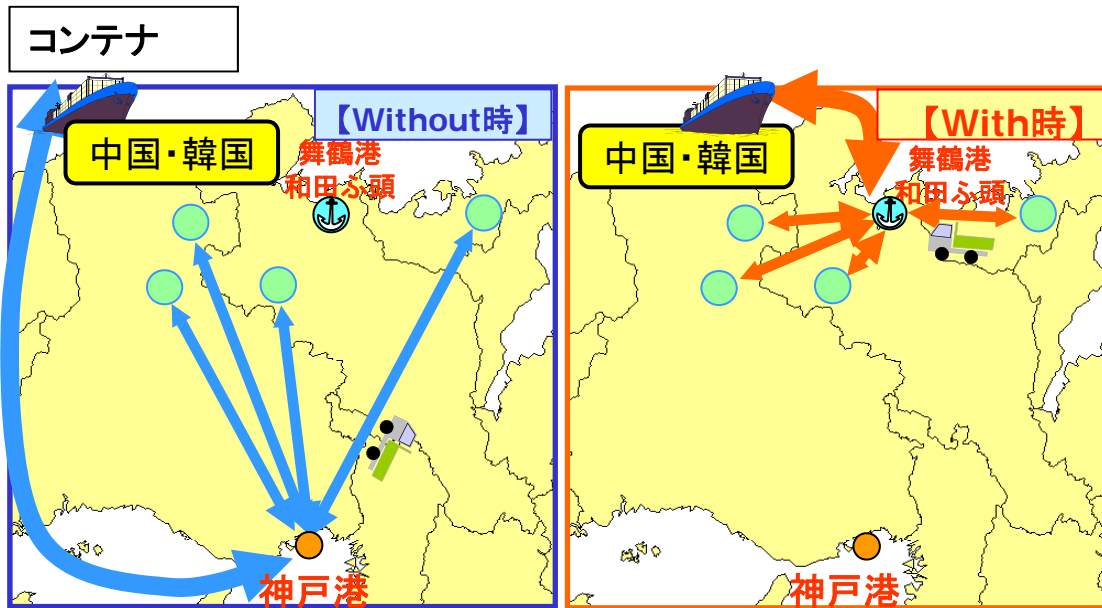 コンテナ
【Without時】
中国・韓国
舞鶴港
和田ふ頭
神戸港
【With時】
中国・韓国
舞鶴港
和田ふ頭
神戸港